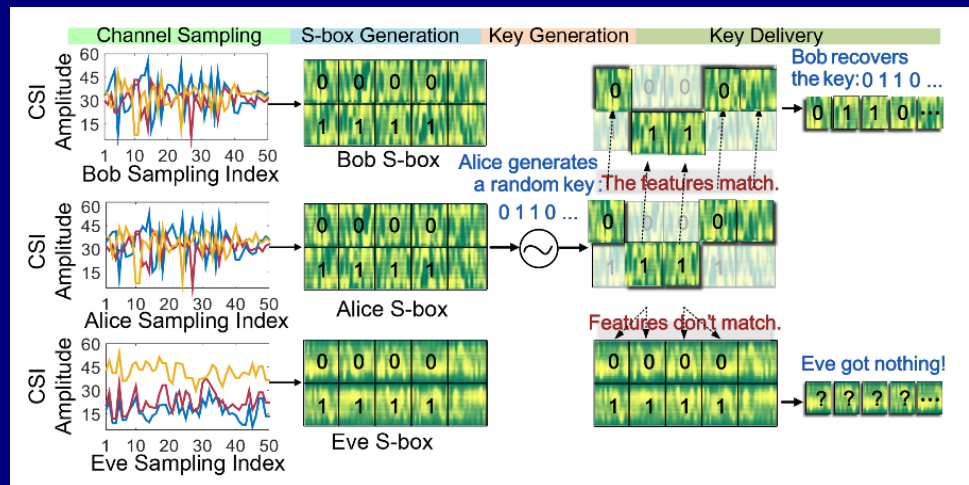 Channel Sampling S-box Generation Key Generation Key Delivery
60
45
30
15
CSI
Amplitude
1 10 20 30 40 50
Bob Sampling Index
0 0 0 0
1 1 1 1
Bob S-box
0 0 0 0
1 1
Bob recovers
the key: 0 1 1 0 ...
0 1 1 0 ...
Alice generates
a random key:
0 1 1 0 ...
The features match.
60
45
30
15
CSI
Amplitude
1 10 20 30 40 50
Alice Sampling Index
0 0 0 0
1 1 1 1
Alice S-box
0 0 0 0
1 1 1 1
Features don't match.
60
45
30
15
CSI
Amplitude
1 10 20 30 40 50
Eve Sampling Index
0 0 0 0
1 1 1 1
Eve S-box
0 0 0 0
1 1 1 1
Eve got nothing!
? ? ? ? ...